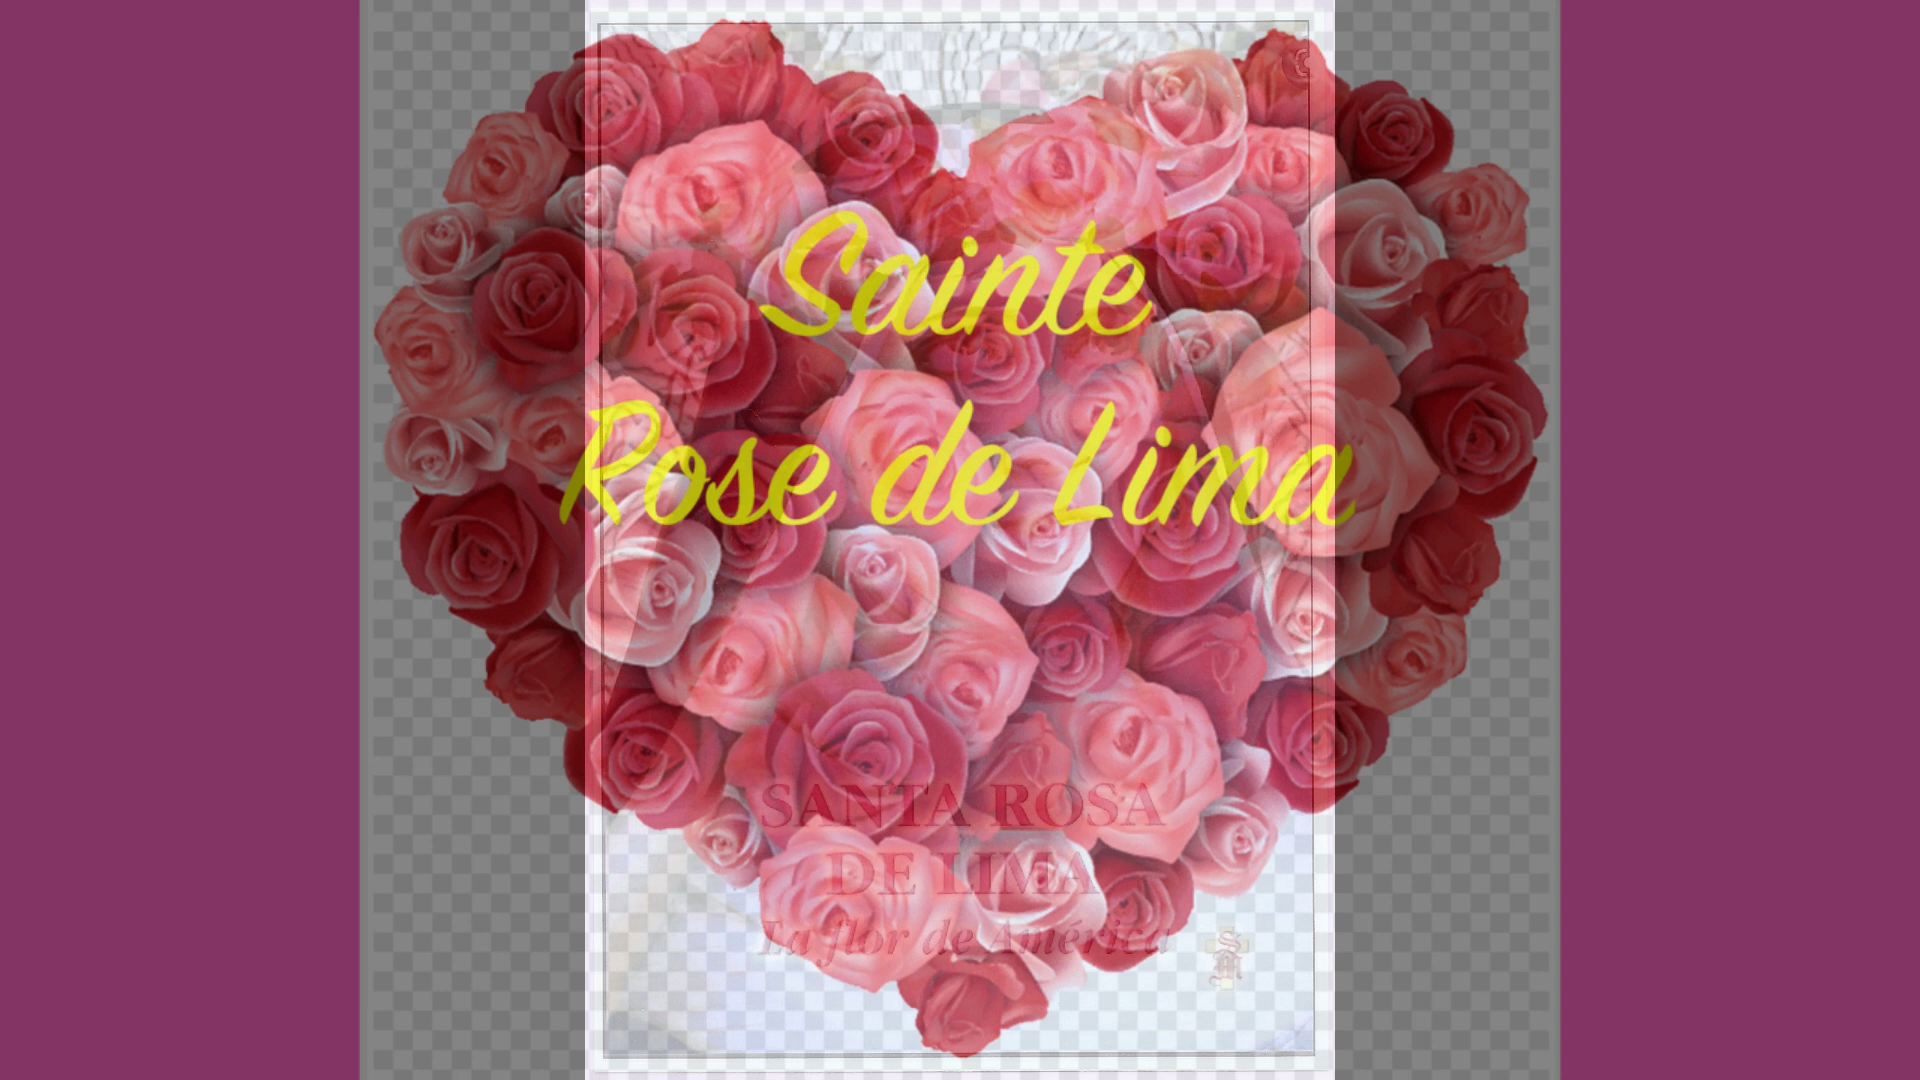 Sainte
Rose de Lima
SANTA ROSA
DE LIMA
La flor de América